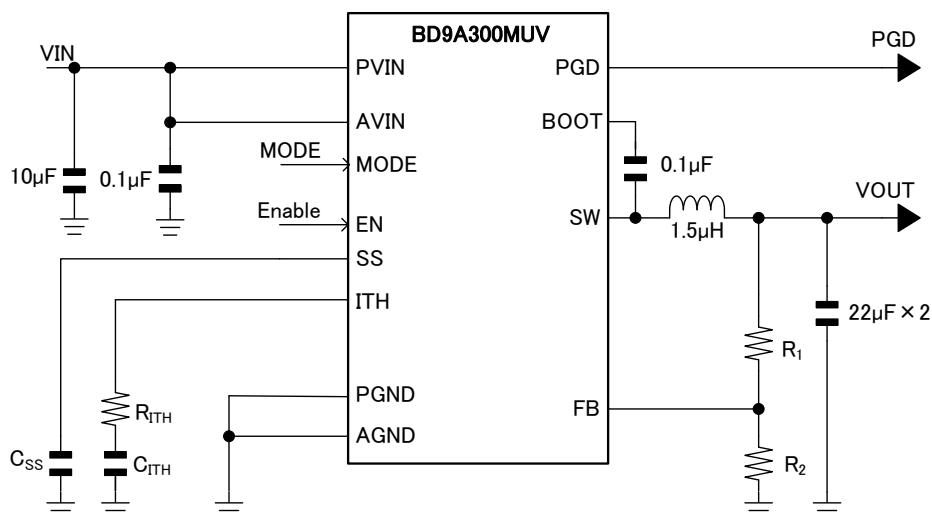 BD9A300MUV
VIN
PVIN
PGD
PGD
AVIN
BOOT
MODE
MODE
10μF
0.1μF
0.1μF
VOUT
Enable
EN
SW
1.5μH
SS
ITH
22μF×2
R1
PGND
FB
RITH
AGND
CSS
CITH
R2